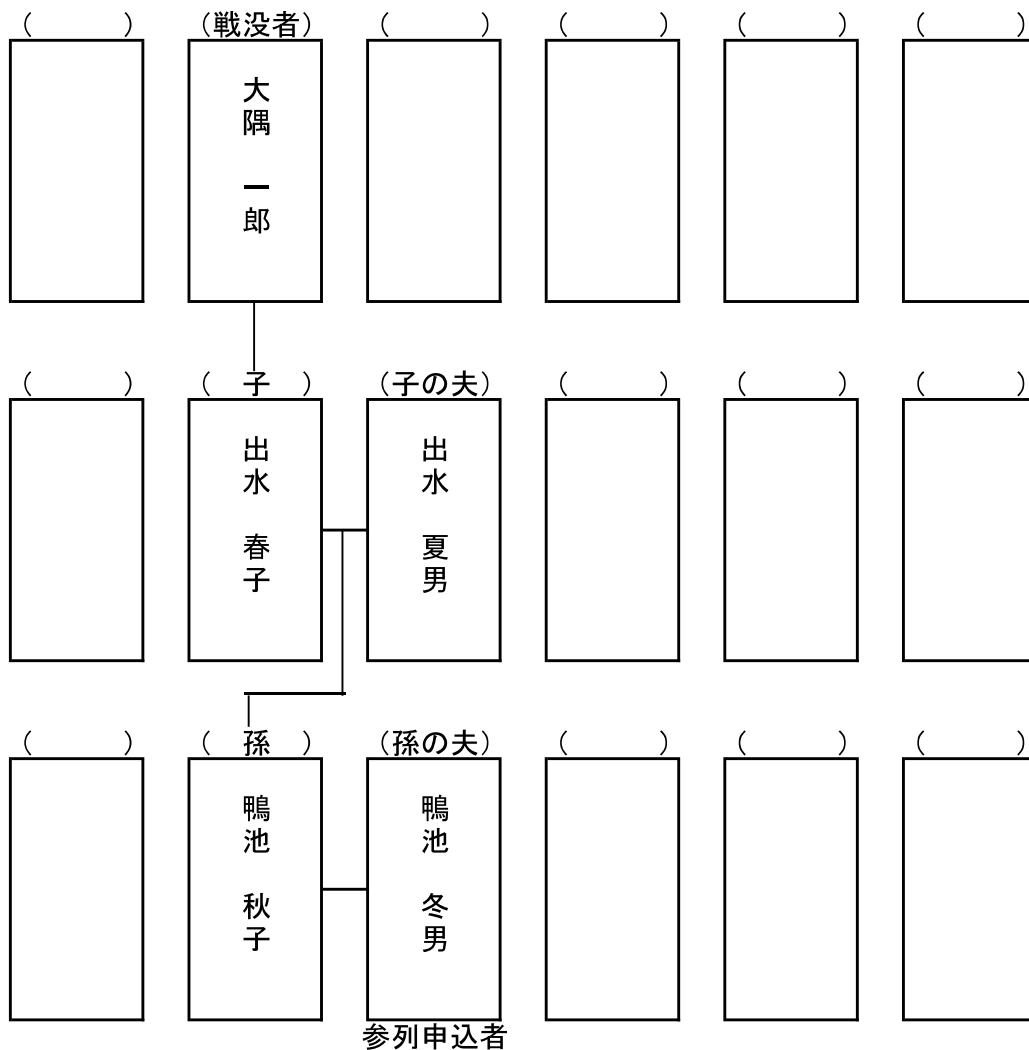 (　　　) (戦没者) (　　　) (　　　) (　　　) (　　　)
大隅　一郎
(　　　) (　子　) (子の夫) (　　　) (　　　) (　　　)
出水　春子
出水　夏男
(　　　) (　孫　) (孫の夫) (　　　) (　　　) (　　　)
鴨池　秋子
鴨池　冬男
参列申込者